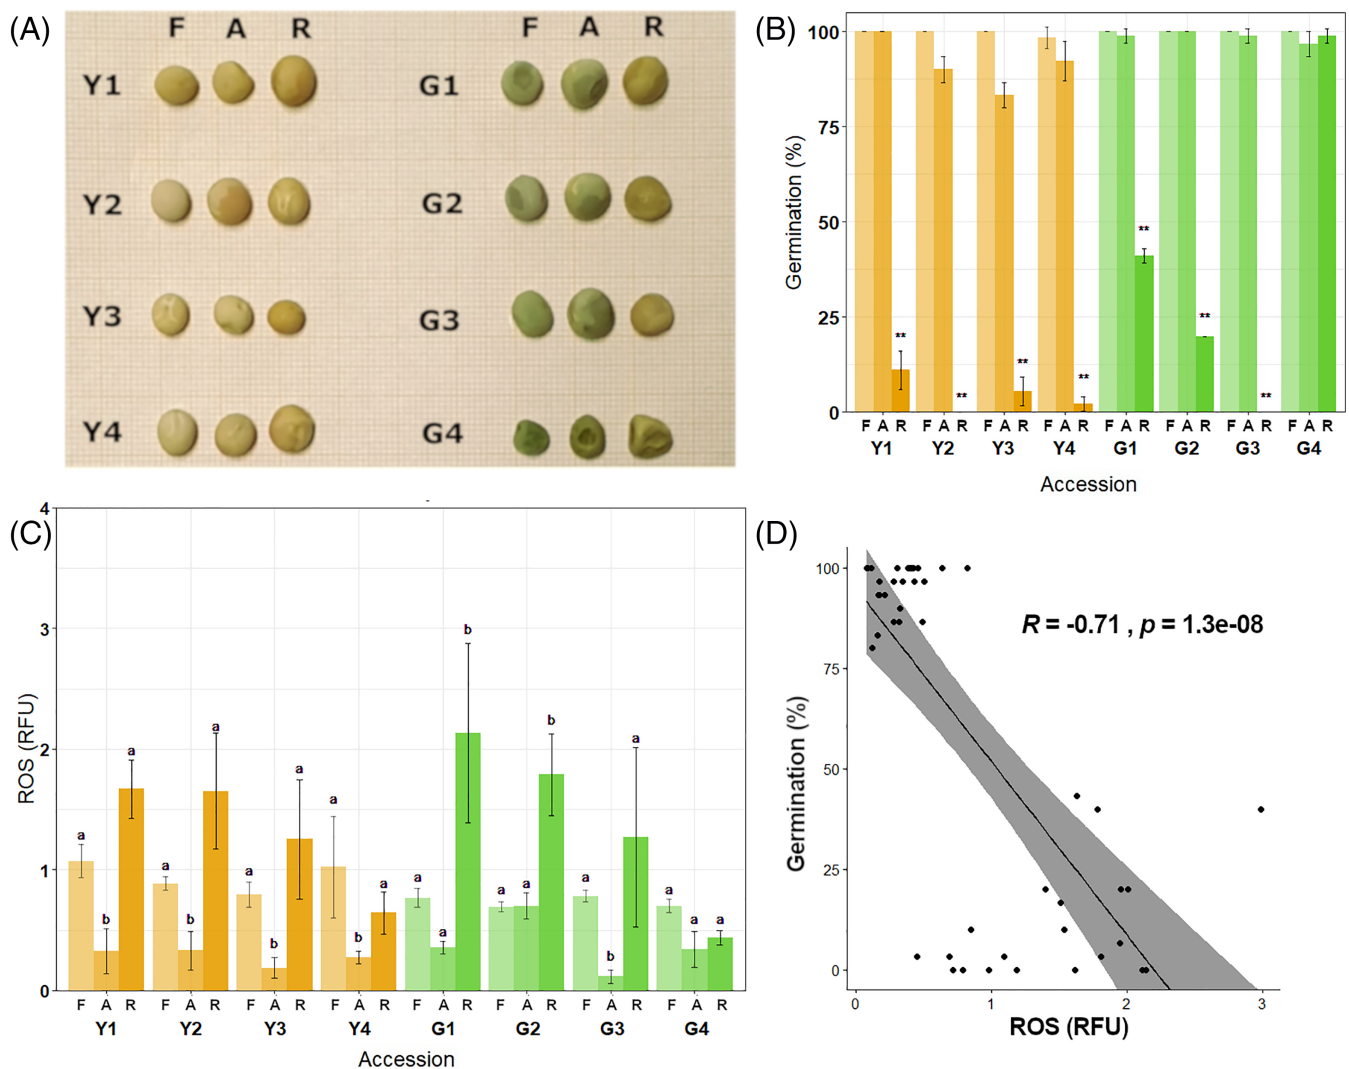 (A)
F A R F A R
Y1 G1
Y2 G2
Y3 G3
Y4 G4
(B)
100
75
50
25
0
Germination (%)
** ** ** ** ** ** **
F A R F A R F A R F A R F A R F A R F A R F A R
Y1 Y2 Y3 Y4 G1 G2 G3 G4
Accession
(C)
4
3
2
1
0
ROS (RFU)
a b a a b a a b a a b a a a b a a b a b a a a a
F A R F A R F A R F A R F A R F A R F A R F A R
Y1 Y2 Y3 Y4 G1 G2 G3 G4
Accession
(D)
100
75
50
25
0
Germination (%)
R = -0.71 , p = 1.3e-08
0 1 2 3
ROS (RFU)